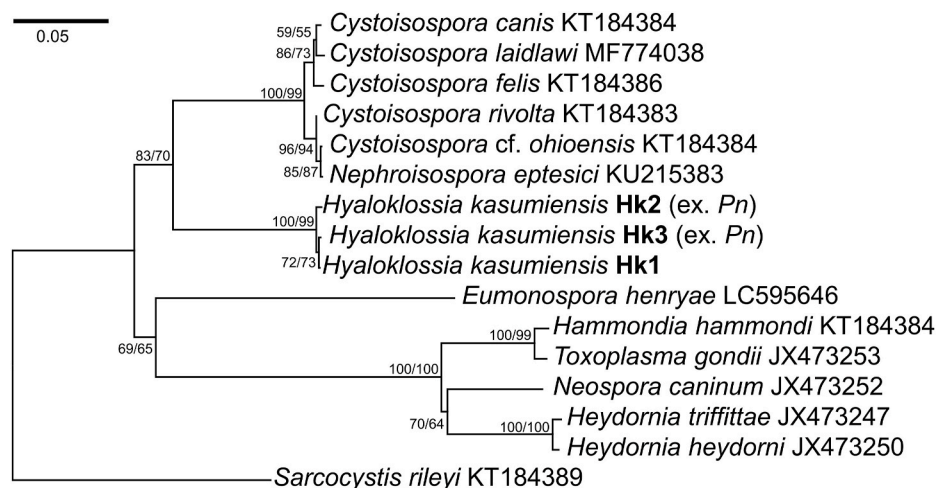 0.05
59/55
Cystoisospora canis KT184384
86/73
Cystoisospora laidlawi MF774038
Cystoisospora felis KT184386
100/99
Cystoisospora rivolta KT184383
96/94
Cystoisospora cf. ohioensis KT184384
83/70
85/87
Nephroisospora eptesici KU215383
Hyaloklossia kasumiensis Hk2 (ex. Pn)
100/99
Hyaloklossia kasumiensis Hk3 (ex. Pn)
72/73
Hyaloklossia kasumiensis Hk1
Eumonospora henryae LC595646
69/65
100/99
Hammondia hammondi KT184384
Toxoplasma gondii JX473253
100/100
Neospora caninum JX473252
70/64
100/100
Heydornia triffittae JX473247
Heydornia heydorni JX473250
Sarcocystis rileyi KT184389